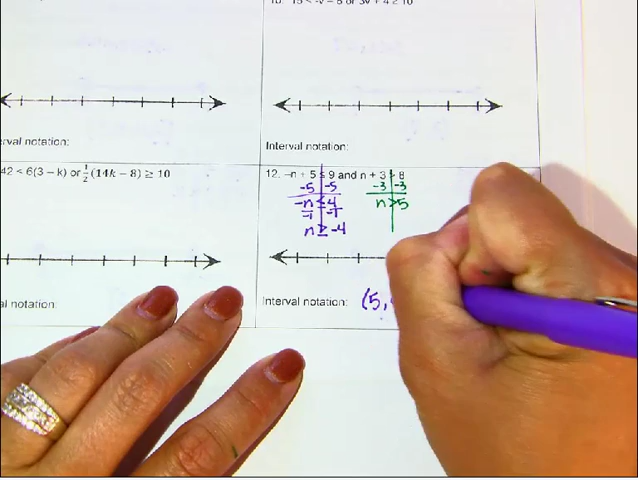 10. 15 < -v - 6 or 3v + 4 ≥ 10
rval notation:
Interval notation:
42 < 6(3 − k) or ½(14k − 8) ≥ 10
12. −n + 5 ≤ 9 and n + 3 > 8
-5 -5 -3 -3
-n ≤ 4 n > 5
-1 -1
n ≥ -4
al notation:
Interval notation: (5,